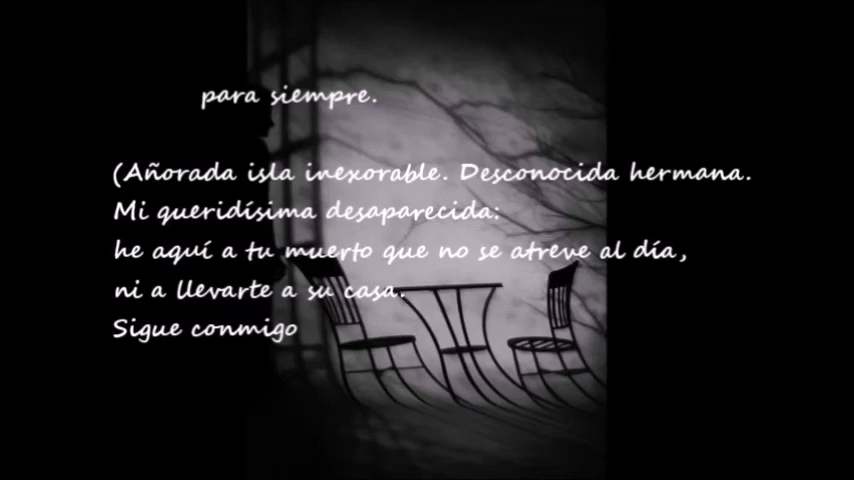 para siempre.
(Añorada isla inexorable. Desconocida hermana.
Mi queridísima desaparecida:
he aquí a tu muerto que no se atreve al día,
ni a llevarte a su casa.
Sigue conmigo